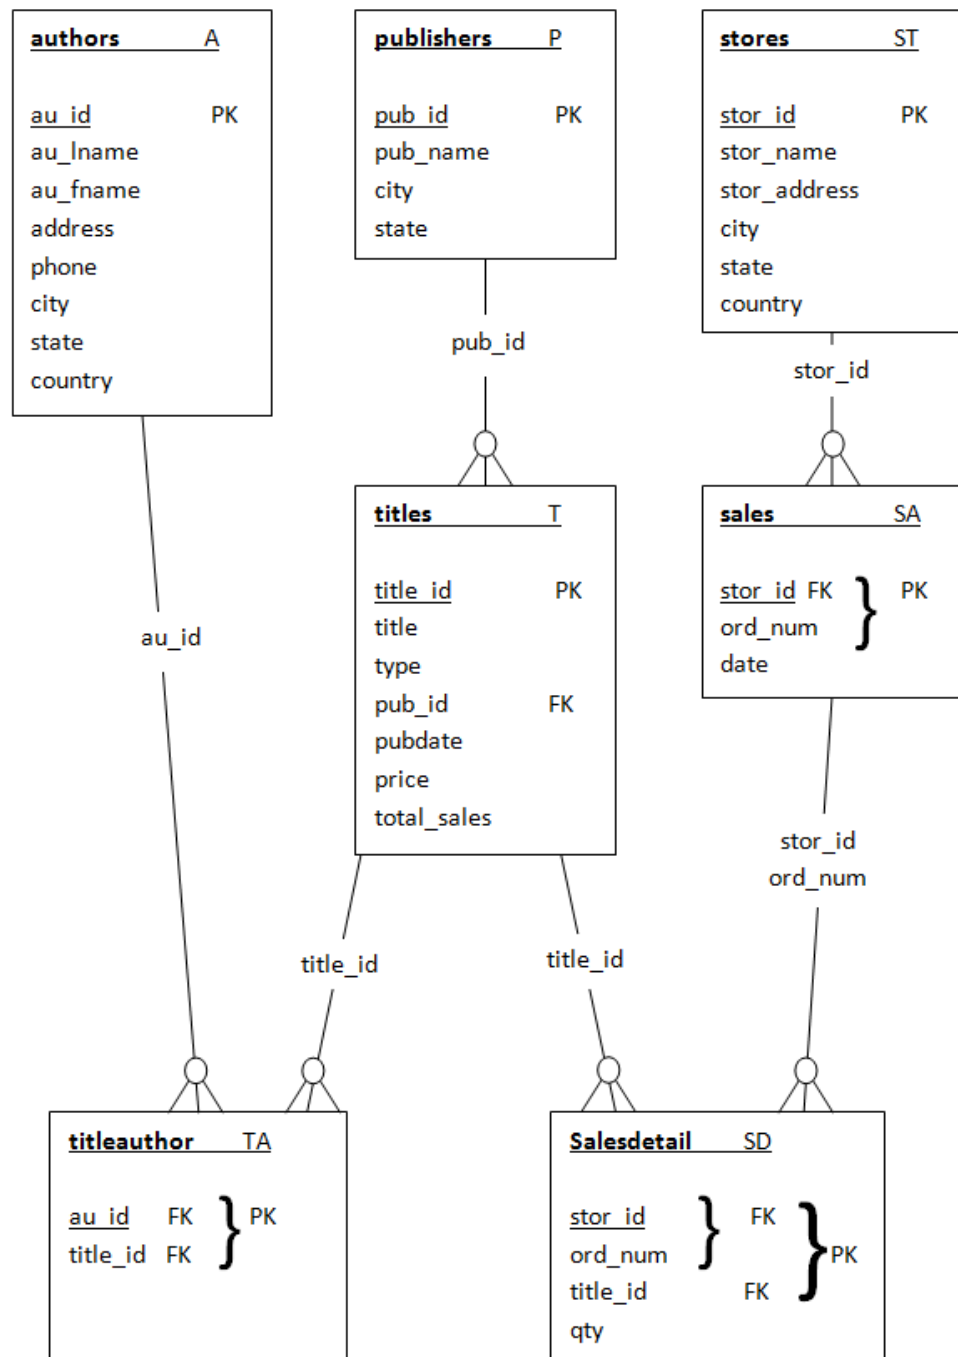 authors A
au_id PK
au_lname
au_fname
address
phone
city
state
country
publishers P
pub_id PK
pub_name
city
state
stores ST
stor_id PK
stor_name
stor_address
city
state
country
pub_id
stor_id
titles T
title_id PK
title
type
pub_id FK
pubdate
price
total_sales
sales SA
stor_id FK } PK
ord_num
date
au_id
stor_id
ord_num
title_id
title_id
titleauthor TA
au_id FK } PK
title_id FK
Salesdetail SD
stor_id } FK
ord_num } PK
title_id FK
qty